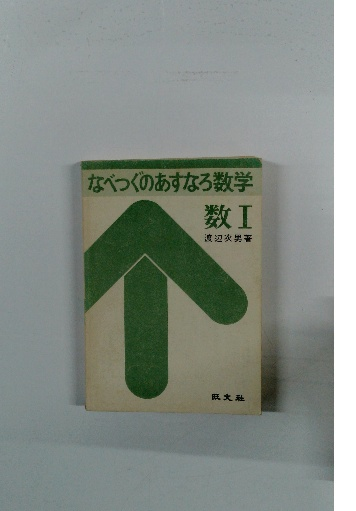 なべつぐのあすなろ数学
数I
渡辺次男著
旺文社